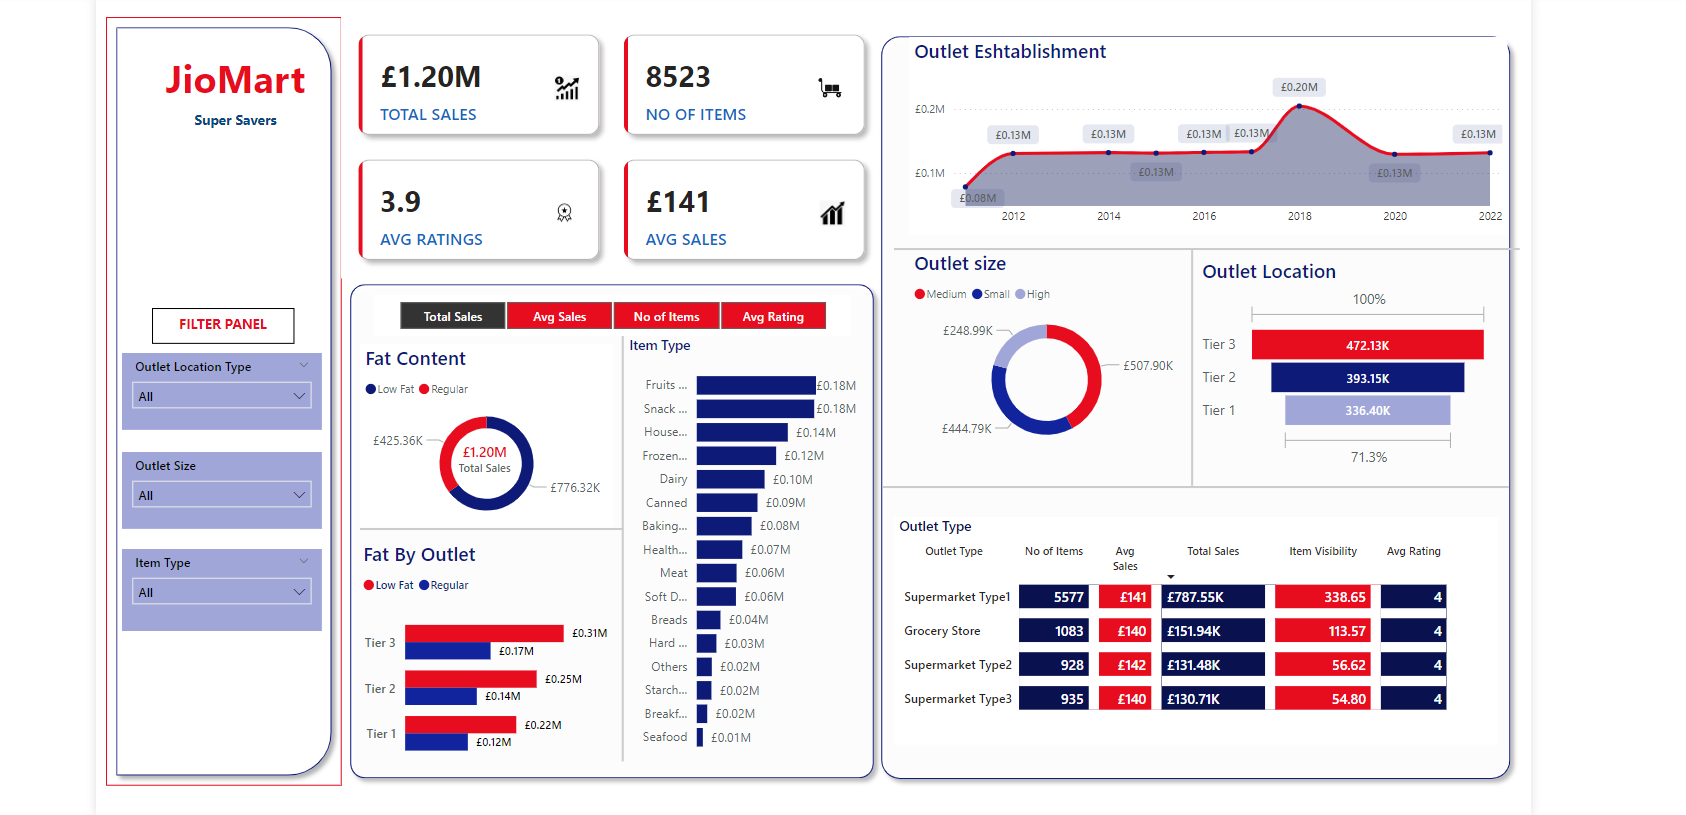 JioMart
Super Savers
FILTER PANEL
Outlet Location Type
All
Outlet Size
All
Item Type
All
£1.20M
TOTAL SALES
8523
NO OF ITEMS
3.9
AVG RATINGS
£141
AVG SALES
Total Sales Avg Sales No of Items Avg Rating
Fat Content
Low Fat Regular
£425.36K
£1.20M
Total Sales
£776.32K
Fat By Outlet
Low Fat Regular
Tier 3 £0.31M
£0.17M
Tier 2 £0.25M
£0.14M
Tier 1 £0.22M
£0.12M
Item Type
Fruits ... £0.18M
Snack ... £0.18M
House... £0.14M
Frozen... £0.12M
Dairy £0.10M
Canned £0.09M
Baking... £0.08M
Health... £0.07M
Meat £0.06M
Soft D... £0.06M
Breads £0.04M
Hard ... £0.03M
Others £0.02M
Starch... £0.02M
Breakf... £0.02M
Seafood £0.01M
Outlet Eshtablishment
£0.2M
£0.1M
£0.08M
£0.13M
£0.13M
£0.13M
£0.13M
£0.13M
£0.20M
£0.13M
£0.13M
2012 2014 2016 2018 2020 2022
Outlet size
Medium Small High
£248.99K
£507.90K
£444.79K
Outlet Location
100%
Tier 3 472.13K
Tier 2 393.15K
Tier 1 336.40K
71.3%
Outlet Type
Outlet Type No of Items Avg Sales Total Sales Item Visibility Avg Rating
Supermarket Type1 5577 £141 £787.55K 338.65 4
Grocery Store 1083 £140 £151.94K 113.57 4
Supermarket Type2 928 £142 £131.48K 56.62 4
Supermarket Type3 935 £140 £130.71K 54.80 4